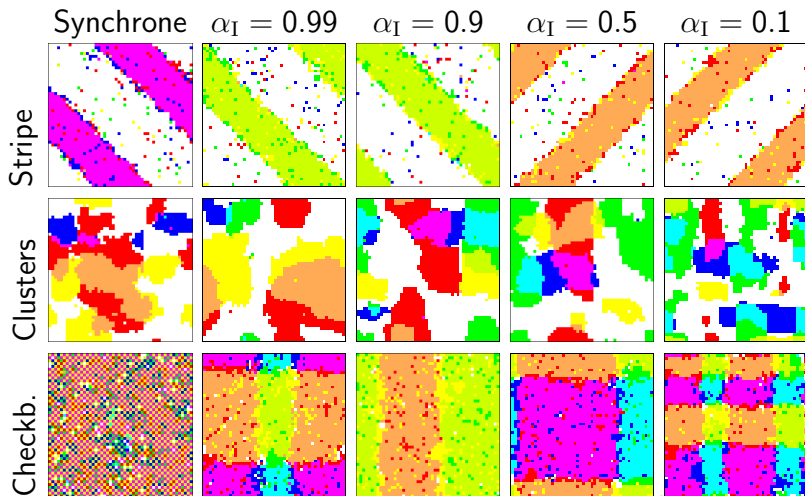 Synchrone α_I = 0.99 α_I = 0.9 α_I = 0.5 α_I = 0.1
Stripe
Clusters
Checkb.